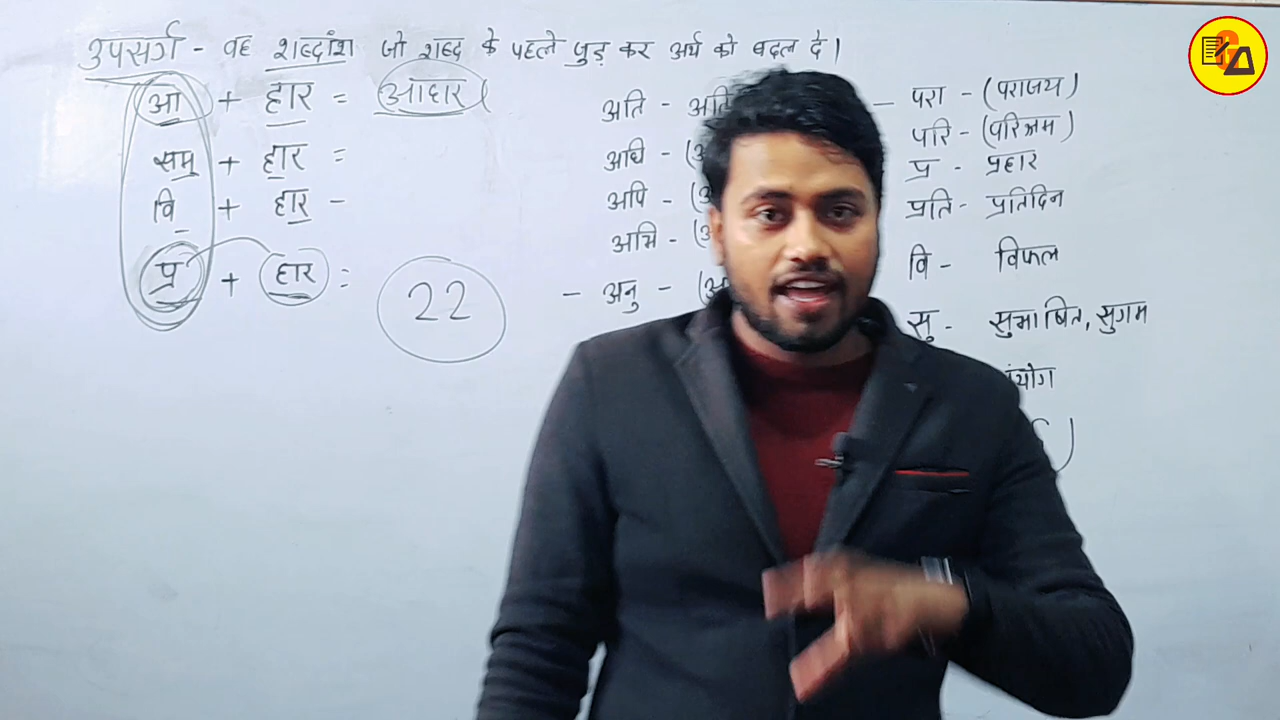 उपसर्ग - वह शब्दांश जो शब्द के पहले जुड़ कर अर्थ को बदल दे।
आ + हार = आहार
सम् + हार =
वि + हार -
प्र + हार =
22
अति -
अधि -
अपि -
अभि -
- अनु -
- परा - (पराजय)
परि - (परिश्रम)
प्र - प्रहार
प्रति - प्रतिदिन
वि - विफल
सु - सुभाषित, सुगम